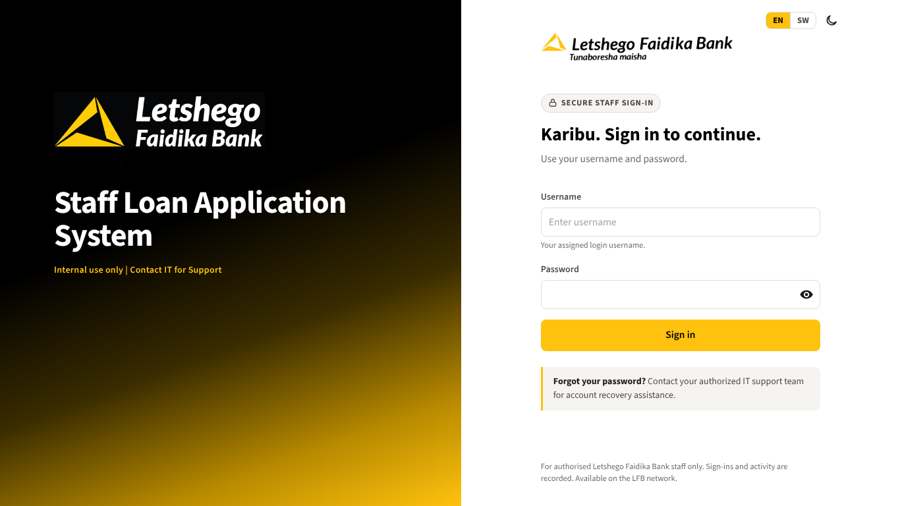 Letshego
Faidika Bank
Staff Loan Application
System
Internal use only | Contact IT for Support
EN SW
Letshego Faidika Bank
Tunaboresha maisha
SECURE STAFF SIGN-IN
Karibu. Sign in to continue.
Use your username and password.
Username
Enter username
Your assigned login username.
Password
Sign in
Forgot your password? Contact your authorized IT support team
for account recovery assistance.
For authorised Letshego Faidika Bank staff only. Sign-ins and activity are
recorded. Available on the LFB network.